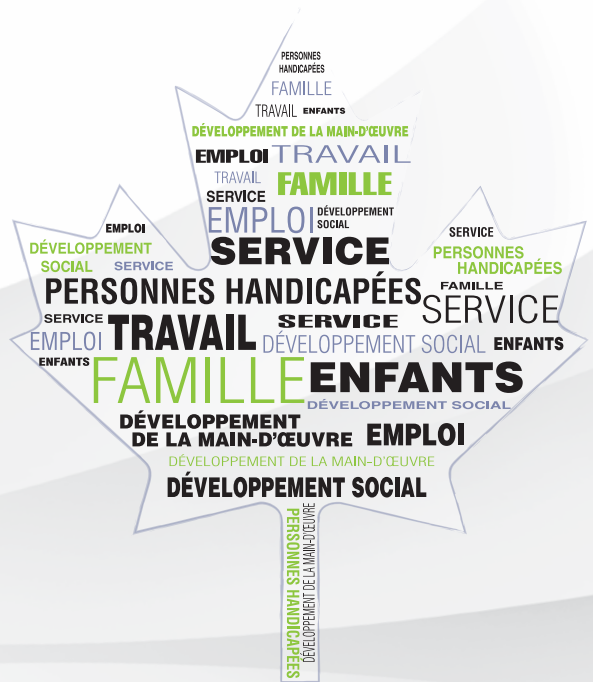 PERSONNES
HANDICAPÉES
FAMILLE
TRAVAIL ENFANTS
DÉVELOPPEMENT DE LA MAIN-D'ŒUVRE
EMPLOI TRAVAIL
TRAVAIL FAMILLE
SERVICE
EMPLOI DÉVELOPPEMENT
SOCIAL
SERVICE
EMPLOI
DÉVELOPPEMENT
SOCIAL SERVICE
SERVICE
PERSONNES
HANDICAPÉES
PERSONNES HANDICAPÉES
FAMILLE
SERVICE
SERVICE TRAVAIL SERVICE
EMPLOI DÉVELOPPEMENT SOCIAL ENFANTS
ENFANTS
FAMILLE ENFANTS
DÉVELOPPEMENT SOCIAL
DÉVELOPPEMENT
DE LA MAIN-D'ŒUVRE EMPLOI
DÉVELOPPEMENT DE LA MAIN-D'ŒUVRE
DÉVELOPPEMENT SOCIAL
PERSONNES HANDICAPÉES
DÉVELOPPEMENT DE LA MAIN-D'ŒUVRE